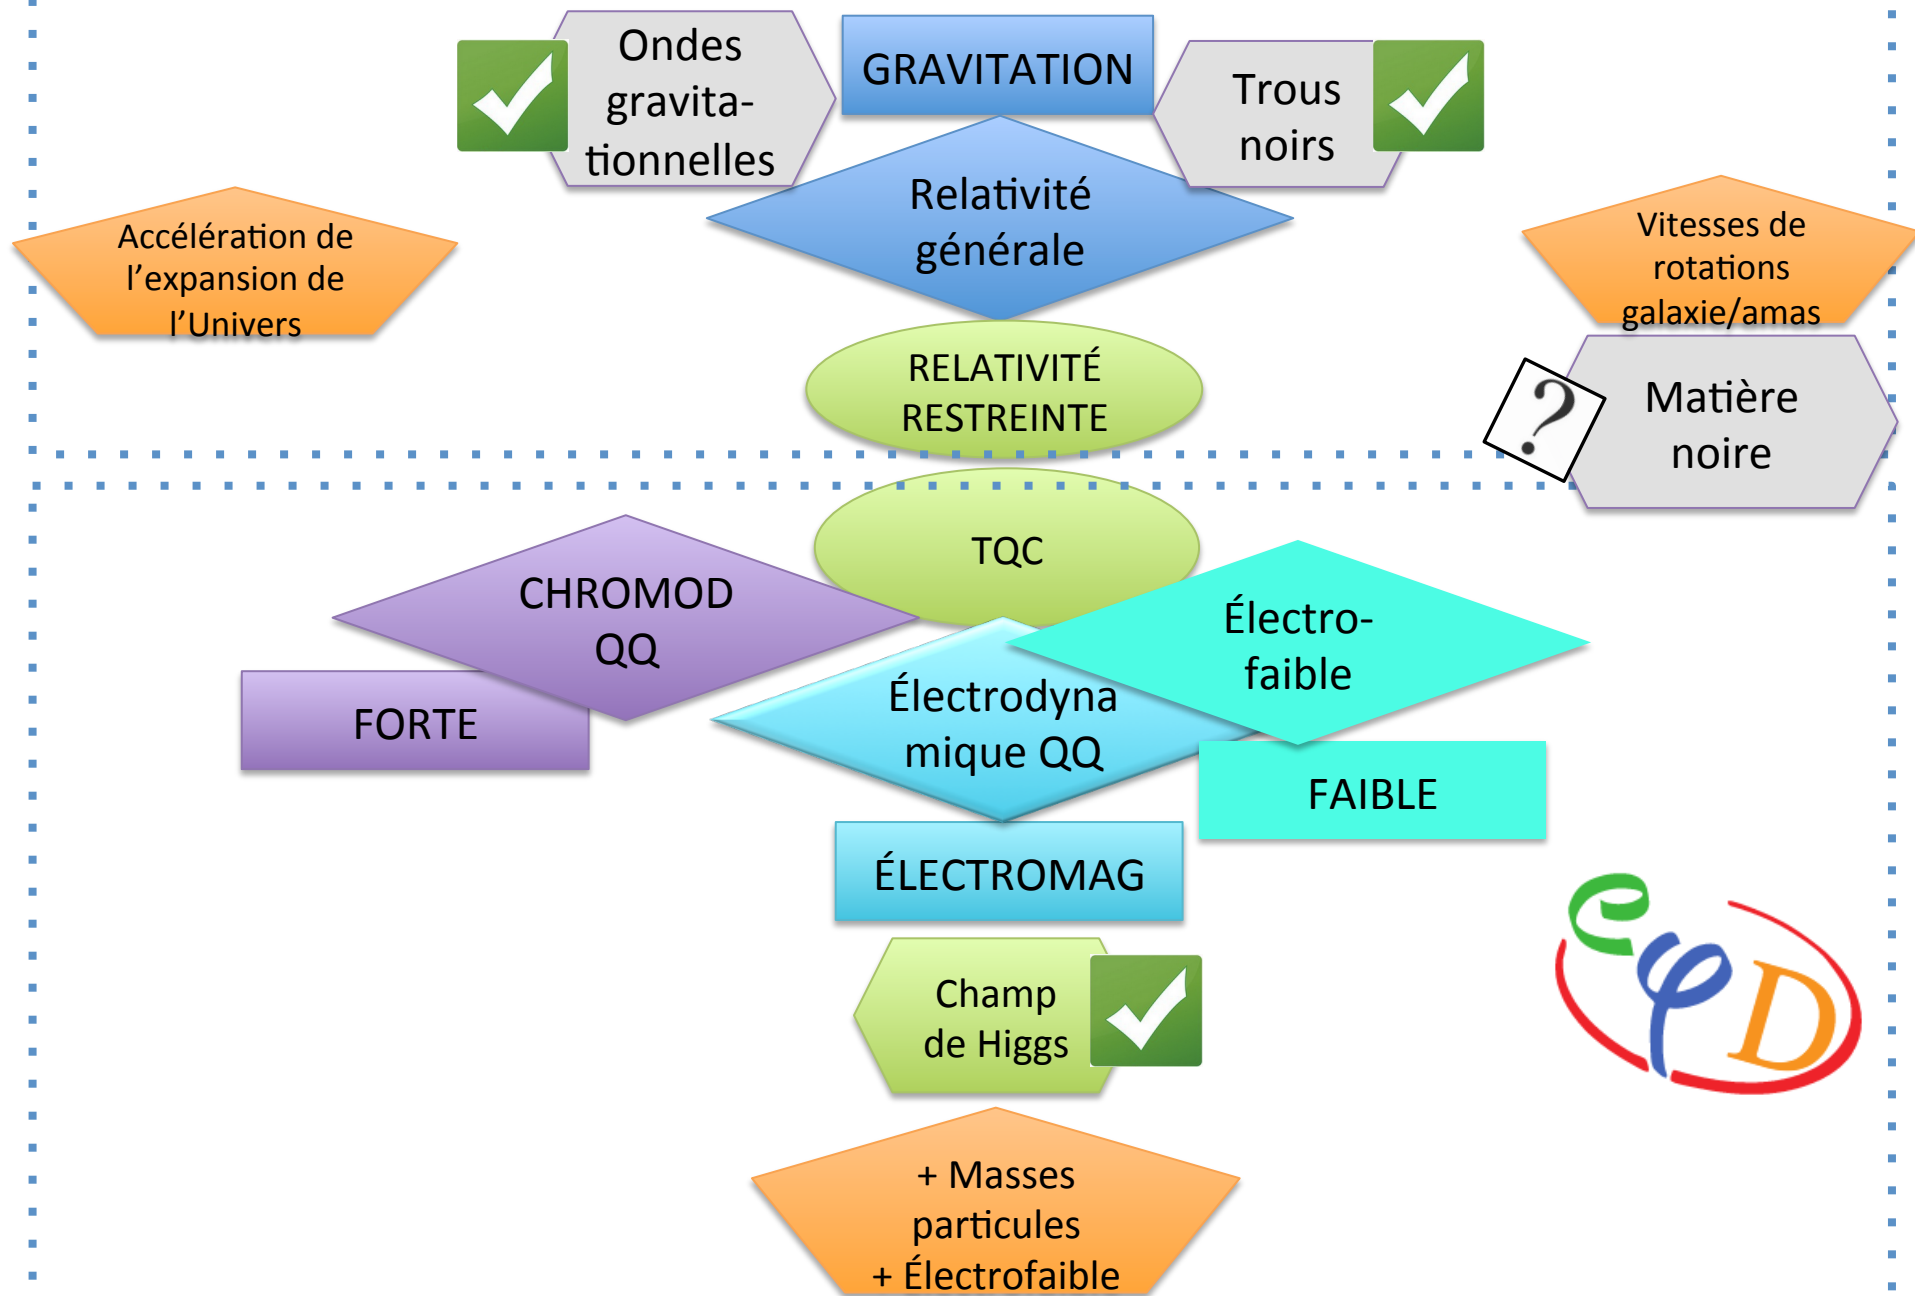 Ondes
gravita-
tionnelles
GRAVITATION
Trous
noirs
Relativité
générale
Accélération de
l'expansion de
l'Univers
Vitesses de
rotations
galaxie/amas
RELATIVITÉ
RESTREINTE
?
Matière
noire
TQC
CHROMOD
QQ
Électro-
faible
FORTE
Électrodyna
mique QQ
FAIBLE
ÉLECTROMAG
Champ
de Higgs
eφD
+ Masses
particules
+ Électrofaible